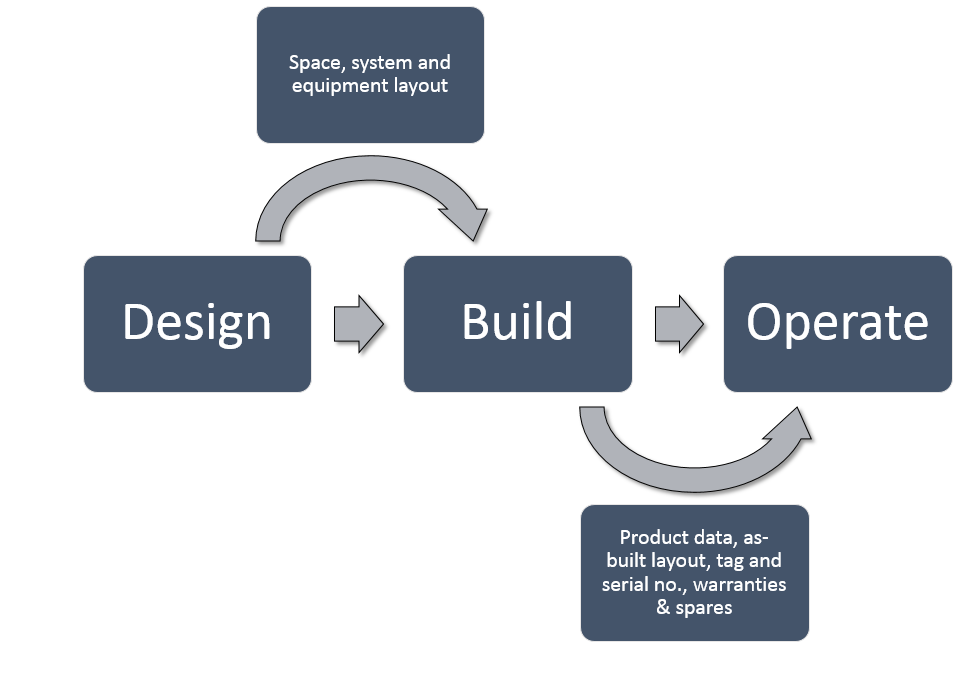 Space, system and
equipment layout
Design
Build
Operate
Product data, as-
built layout, tag and
serial no., warranties
& spares